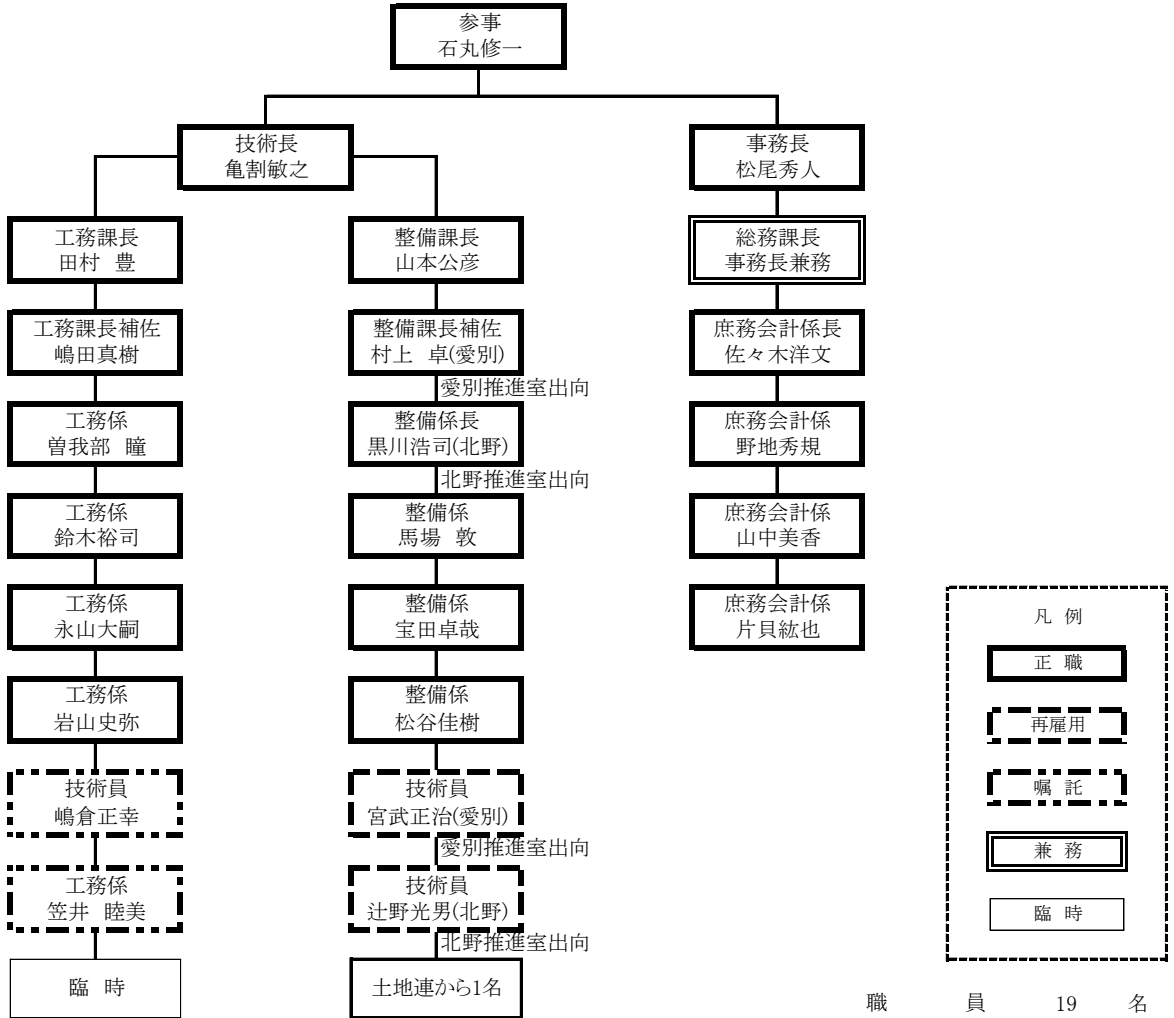 参事
石丸修一
技術長
亀割敏之
事務長
松尾秀人
工務課長
田村 豊
整備課長
山本公彦
総務課長
事務長兼務
工務課長補佐
嶋田真樹
整備課長補佐
村上 卓(愛別)
愛別推進室出向
庶務会計係長
佐々木洋文
工務係
曽我部 瞳
整備係長
黒川浩司(北野)
北野推進室出向
庶務会計係
野地秀規
工務係
鈴木裕司
整備係
馬場 敦
庶務会計係
山中美香
工務係
永山大嗣
整備係
宝田卓哉
庶務会計係
片貝紘也
工務係
岩山史弥
整備係
松谷佳樹
技術員
嶋倉正幸
技術員
宮武正治(愛別)
愛別推進室出向
工務係
笠井 睦美
技術員
辻野光男(北野)
北野推進室出向
臨 時
土地連から1名
凡 例
正 職
再雇用
嘱 託
兼 務
臨 時
職 員 19 名